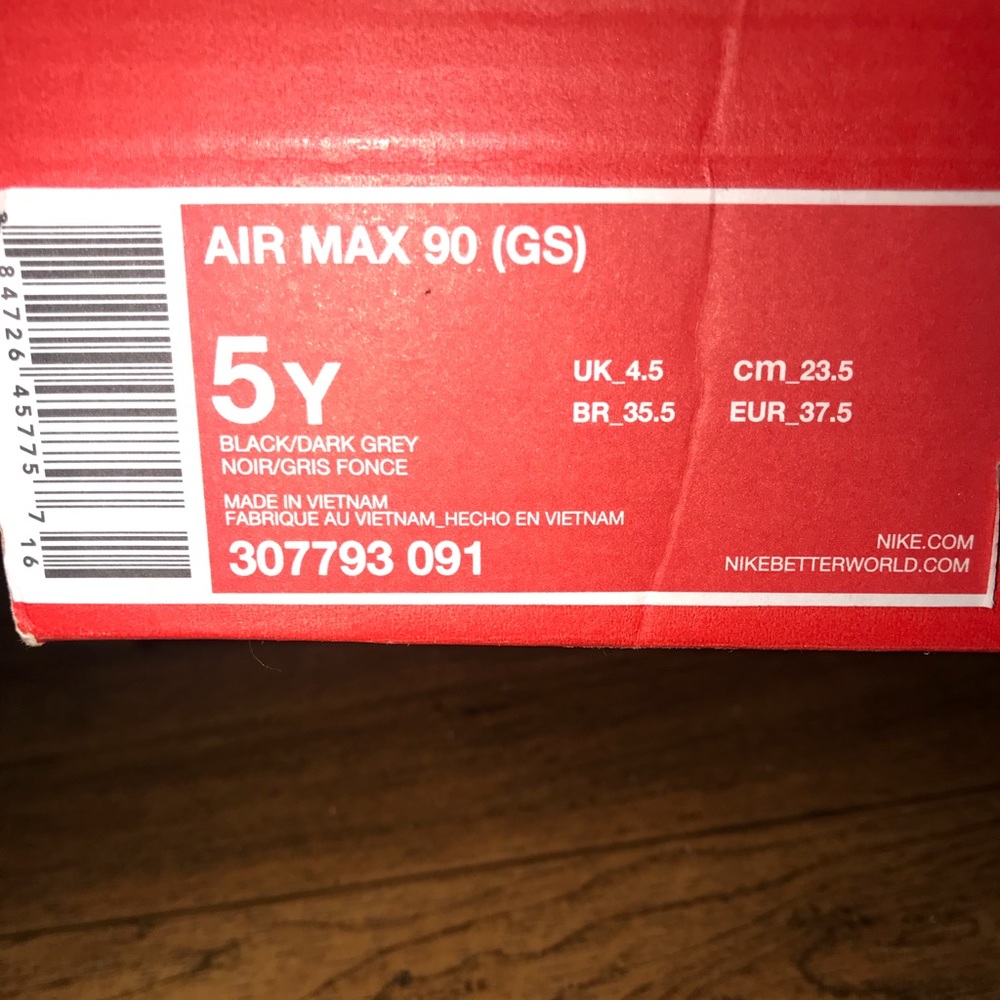 AIR MAX 90 (GS)
5Y
UK_4.5 cm_23.5
BR_35.5 EUR_37.5
BLACK/DARK GREY
NOIR/GRIS FONCE
MADE IN VIETNAM
FABRIQUE AU VIETNAM_HECHO EN VIETNAM
307793 091
NIKE.COM
NIKEBETTERWORLD.COM
84726 45775 7 16